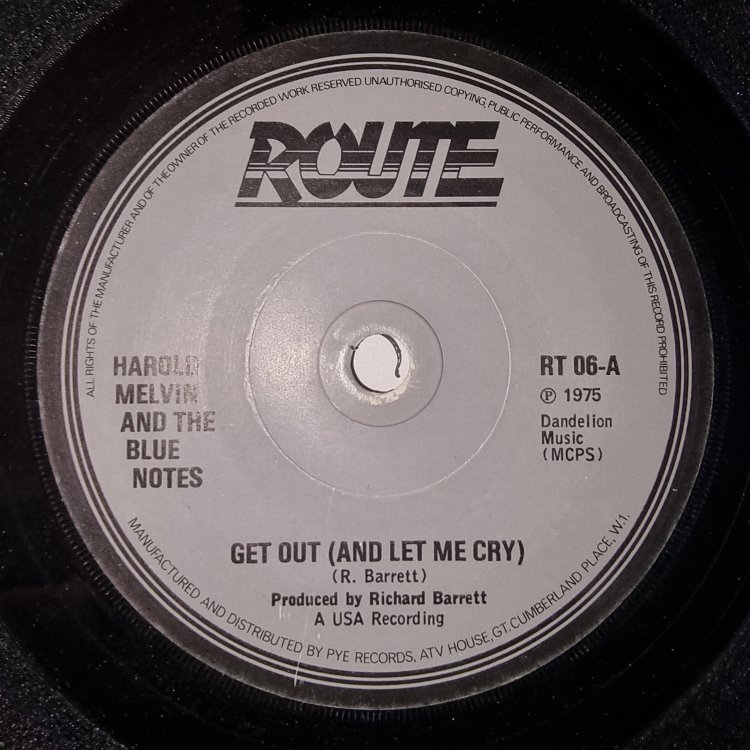 ALL RIGHTS OF THE MANUFACTURER AND OF THE OWNER OF THE RECORDED WORK RESERVED. UNAUTHORISED COPYING, PUBLIC PERFORMANCE AND BROADCASTING OF THIS RECORD PROHIBITED
ROUTE
HAROLD
MELVIN
AND THE
BLUE
NOTES
RT 06-A
Ⓟ 1975
Dandelion
Music
(MCPS)
GET OUT (AND LET ME CRY)
(R. Barrett)
Produced by Richard Barrett
A USA Recording
MANUFACTURED AND DISTRIBUTED BY PYE RECORDS, ATV HOUSE, GT. CUMBERLAND PLACE, W.1.